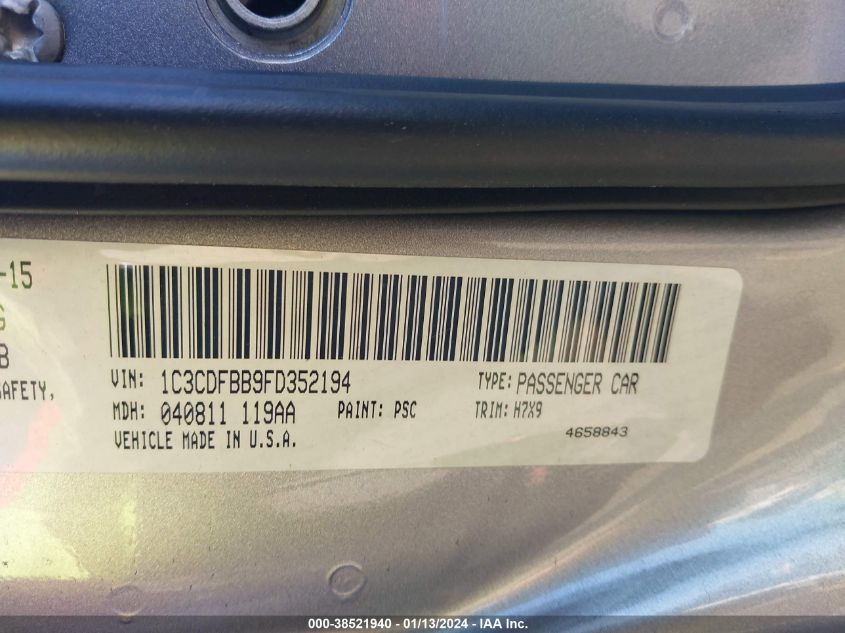 -15
G
B
SAFETY,
VIN: 1C3CDFBB9FD352194 TYPE: PASSENGER CAR
MDH: 040811 119AA PAINT: PSC TRIM: H7X9
VEHICLE MADE IN U.S.A. 4658843
000-38521940 - 01/13/2024 - IAA Inc.